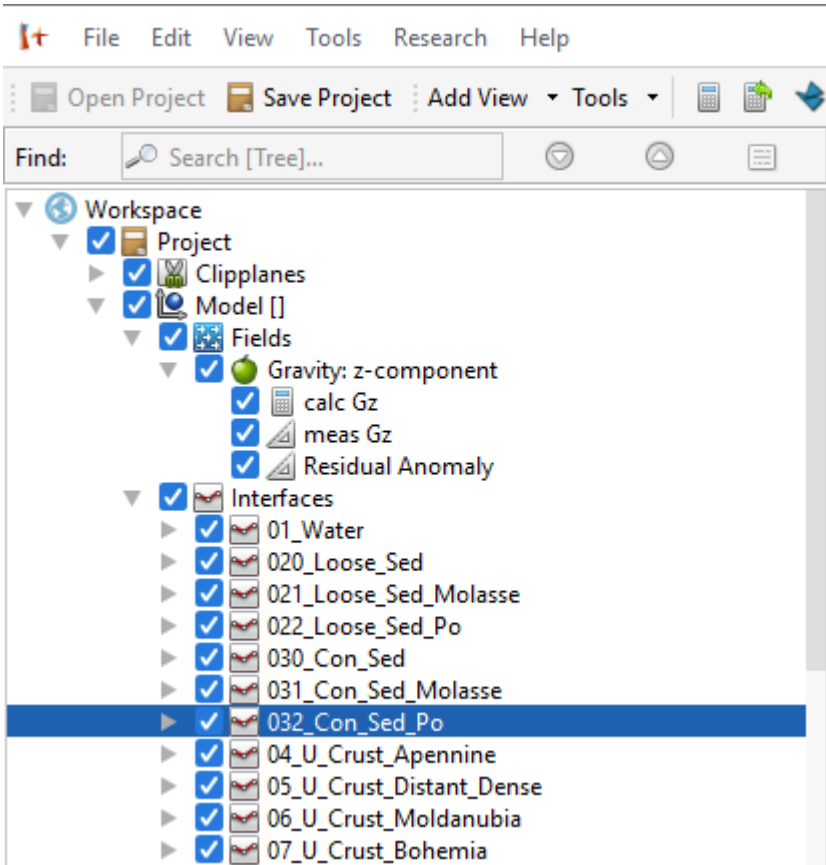 File Edit View Tools Research Help
Open Project Save Project Add View Tools
Find: Search [Tree]...
Workspace
Project
Clipplanes
Model []
Fields
Gravity: z-component
calc Gz
meas Gz
Residual Anomaly
Interfaces
01_Water
020_Loose_Sed
021_Loose_Sed_Molasse
022_Loose_Sed_Po
030_Con_Sed
031_Con_Sed_Molasse
032_Con_Sed_Po
04_U_Crust_Apennine
05_U_Crust_Distant_Dense
06_U_Crust_Moldanubia
07_U_Crust_Bohemia